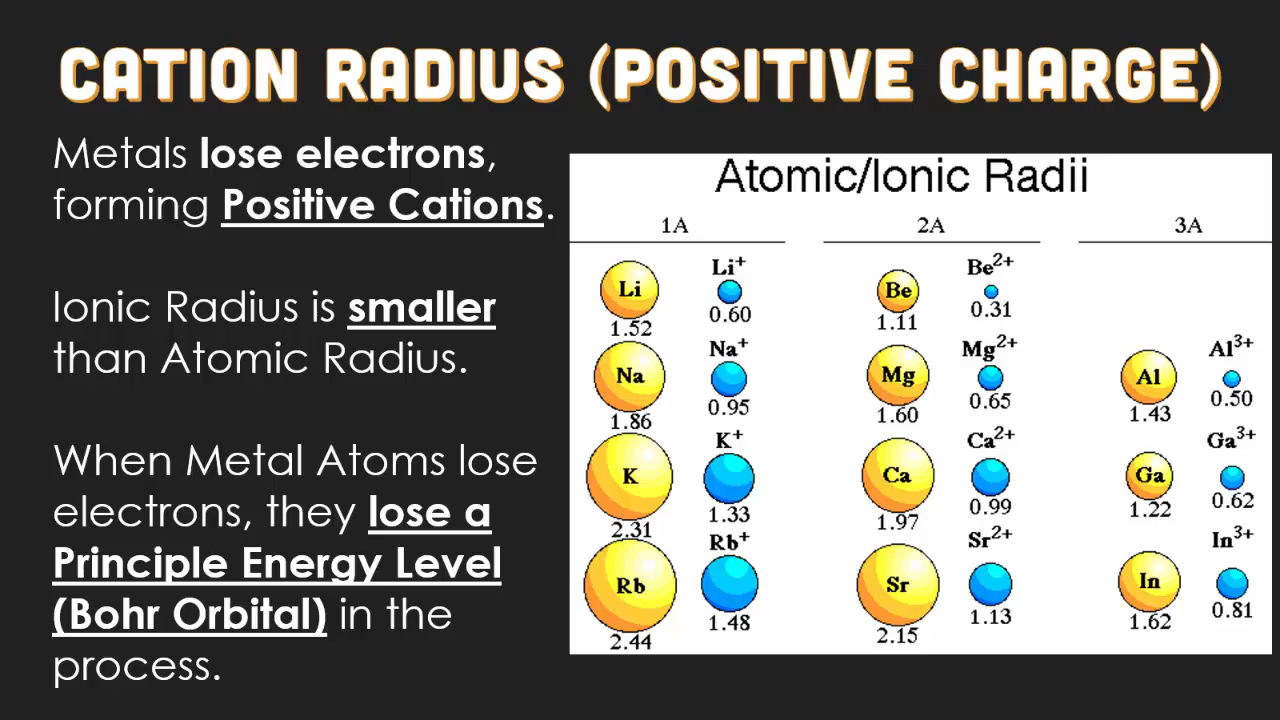 CATION RADIUS (POSITIVE CHARGE)
Metals lose electrons,
forming Positive Cations.
Ionic Radius is smaller
than Atomic Radius.
When Metal Atoms lose
electrons, they lose a
Principle Energy Level
(Bohr Orbital) in the
process.
Atomic/Ionic Radii
1A 2A 3A
Li⁺ Be²⁺
Li Be
1.52 0.60 1.11 0.31
Na⁺ Mg²⁺ Al³⁺
Na Mg Al
1.86 0.95 1.60 0.65 1.43 0.50
K⁺ Ca²⁺ Ga³⁺
K Ca Ga
2.31 1.33 1.97 0.99 1.22 0.62
Rb⁺ Sr²⁺ In³⁺
Rb Sr In
2.44 1.48 2.15 1.13 1.62 0.81